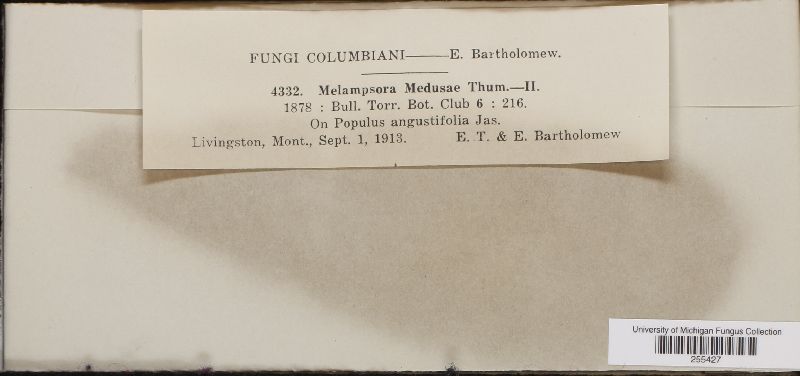 FUNGI COLUMBIANI——E. Bartholomew.
4332. Melampsora Medusae Thum.—II.
1878 : Bull. Torr. Bot. Club 6 : 216.
On Populus angustifolia Jas.
Livingston, Mont., Sept. 1, 1913. E. T. & E. Bartholomew
University of Michigan Fungus Collection
255427